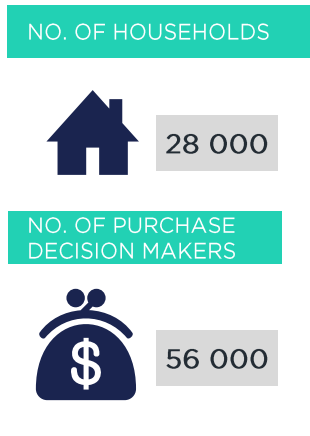 NO. OF HOUSEHOLDS
28 000
NO. OF PURCHASE
DECISION MAKERS
$
56 000